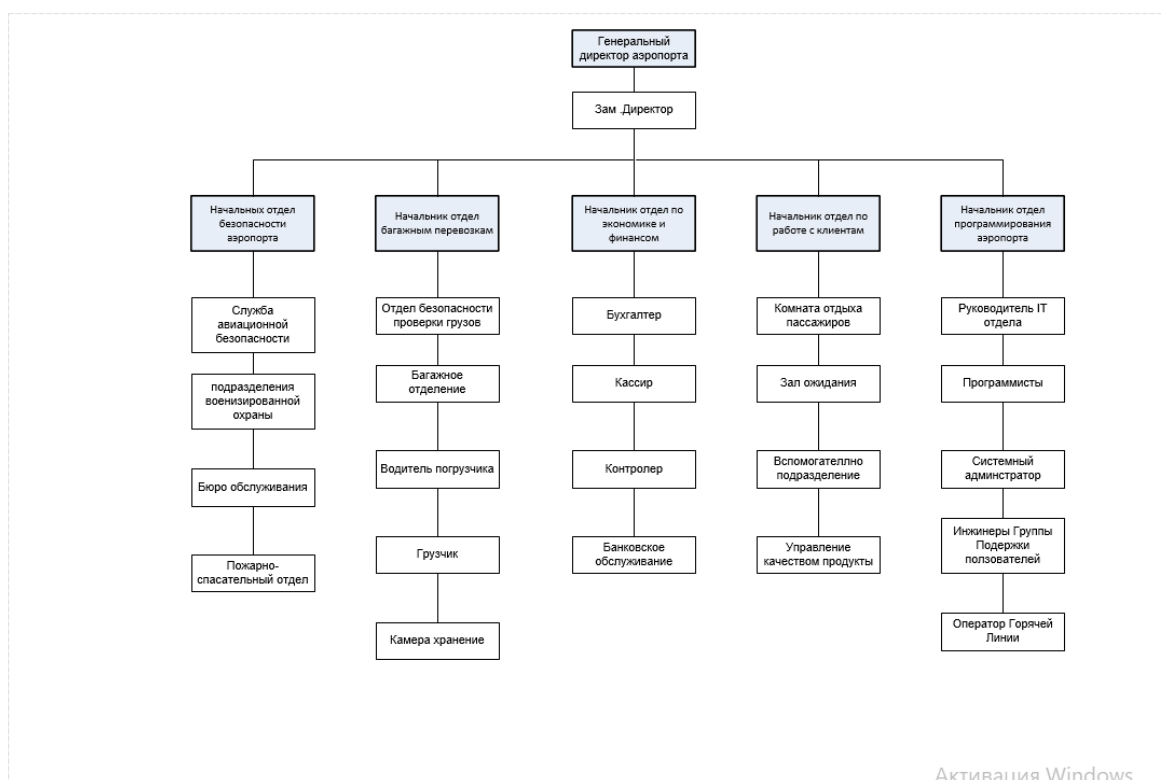 Генеральный
директор аэропорта
Зам .Директор
Начальных отдел
безопасности
аэропорта
Начальник отдел
багажным перевозкам
Начальник отдел по
экономике и
финансом
Начальник отдел по
работе с клиентам
Начальник отдел
программирования
аэропорта
Служба
авиационной
безопасности
Отдел безопасности
проверки грузов
Бухгалтер
Комната отдыха
пассажиров
Руководитель IT
отдела
подразделения
военизированной
охраны
Багажное
отделение
Кассир
Зал ожидания
Программисты
Бюро обслуживания
Водитель погрузчика
Контролер
Вспомогателлно
подразделение
Системный
админстратор
Пожарно-
спасательный отдел
Грузчик
Банковское
обслуживание
Управление
качеством продукты
Инжинеры Группы
Подержки
ползователей
Камера хранение
Оператор Горячей
Линии
Активация Windows